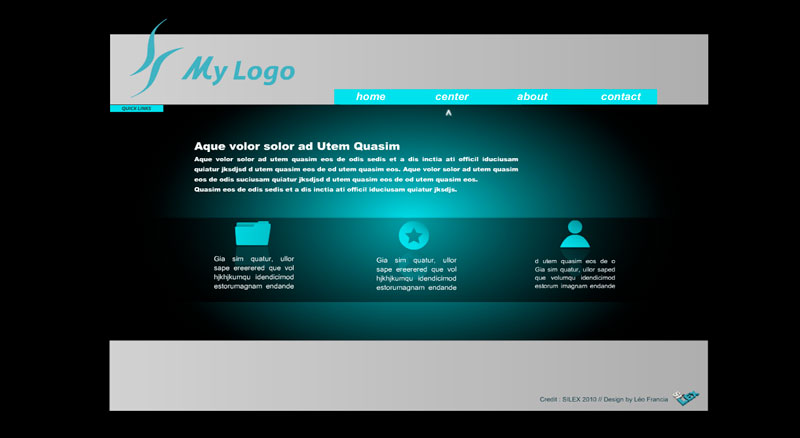 My Logo
home center about contact
QUICK LINKS
Aque volor solor ad Utem Quasim
Aque volor solor ad utem quasim eos de odis sedis et a dis inctia ati officil iduciusam
quiatur jksdjsd d utem quasim eos de od utem quasim eos. Aque volor solor ad utem quasim
eos de odis suciusam quiatur jksdjs d utem quasim eos de od utem quasim eos.
Quasim eos de odis sedis et a dis inctia ati officil iduciusam quiatur jksdjs.
Gia sim quatur, ullor
sape ereerered que vol
hjkhjkumqu idendicimod
estorumagnam endande
Gia sim quatur, ullor
sape ereerered que vol
hjkhjkumqu idendicimod
estorumagnam endande
d utem quasim eos de o
Gia sim quatur, ullor saped
que volumqu idendicimod
estorum imagnam endande
Credit : SILEX 2010 // Design by Léo Francia